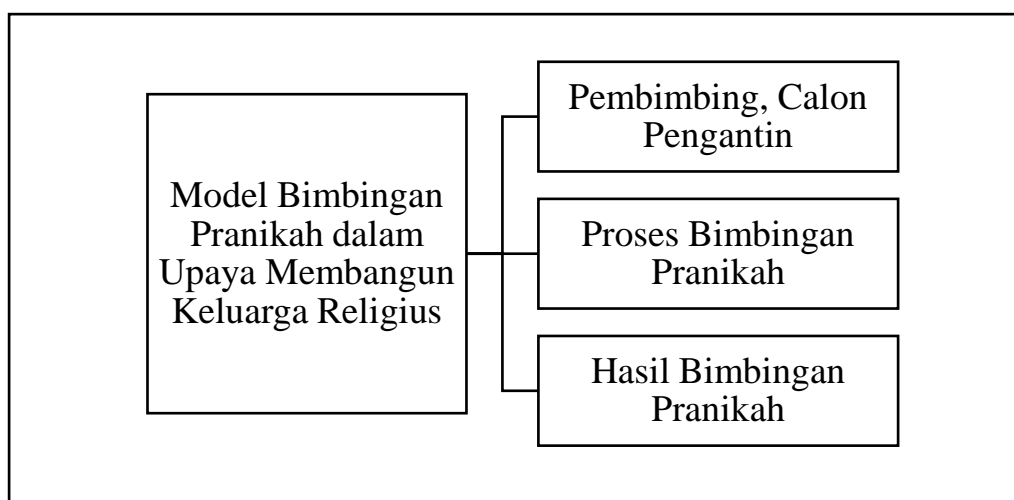 Model Bimbingan
Pranikah dalam
Upaya Membangun
Keluarga Religius
Pembimbing, Calon
Pengantin
Proses Bimbingan
Pranikah
Hasil Bimbingan
Pranikah